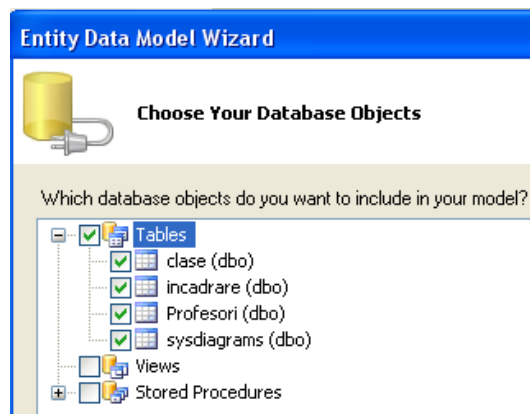 Entity Data Model Wizard
Choose Your Database Objects
Which database objects do you want to include in your model?
Tables
clase (dbo)
incadrare (dbo)
Profesori (dbo)
sysdiagrams (dbo)
Views
Stored Procedures